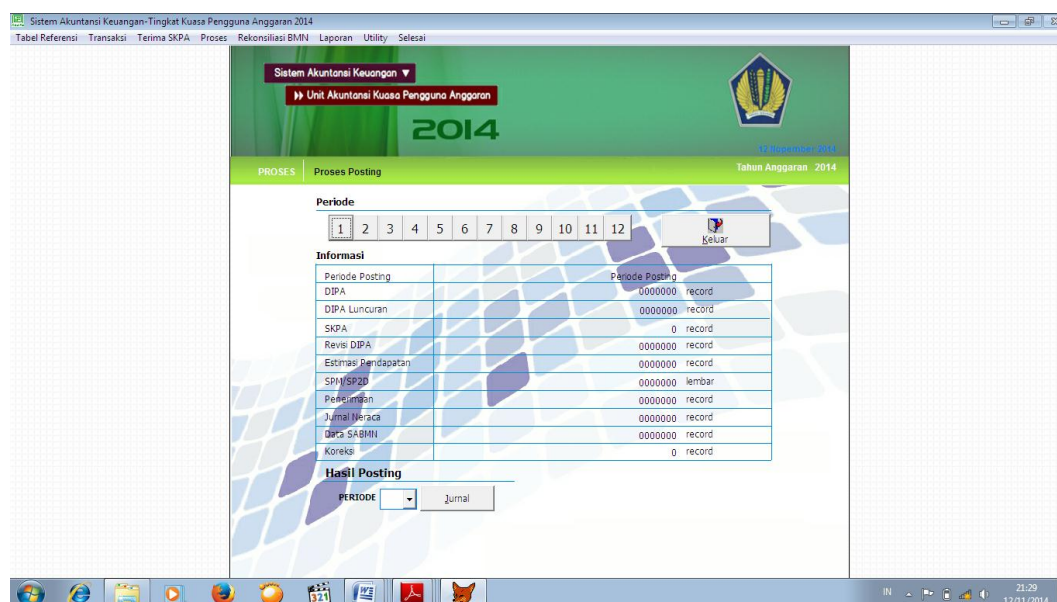 Sistem Akuntansi Keuangan-Tingkat Kuasa Pengguna Anggaran 2014
Tabel Referensi Transaksi Terima SKPA Proses Rekonsiliasi BMN Laporan Utility Selesai
Sistem Akuntansi Keuangan ▼
Unit Akuntansi Kuasa Pengguna Anggaran
2014
12 Nopember 2014
PROSES Proses Posting Tahun Anggaran 2014
Periode
1 2 3 4 5 6 7 8 9 10 11 12 Keluar
Informasi
Periode Posting Periode Posting
DIPA 0000000 record
DIPA Luncuran 0000000 record
SKPA 0 record
Revisi DIPA 0000000 record
Estimasi Pendapatan 0000000 record
SPM/SP2D 0000000 lembar
Penerimaan 0000000 record
Jurnal Neraca 0000000 record
Data SABMN 0000000 record
Koreksi 0 record
Hasil Posting
PERIODE Jurnal
321
IN 21:29
12/11/2014